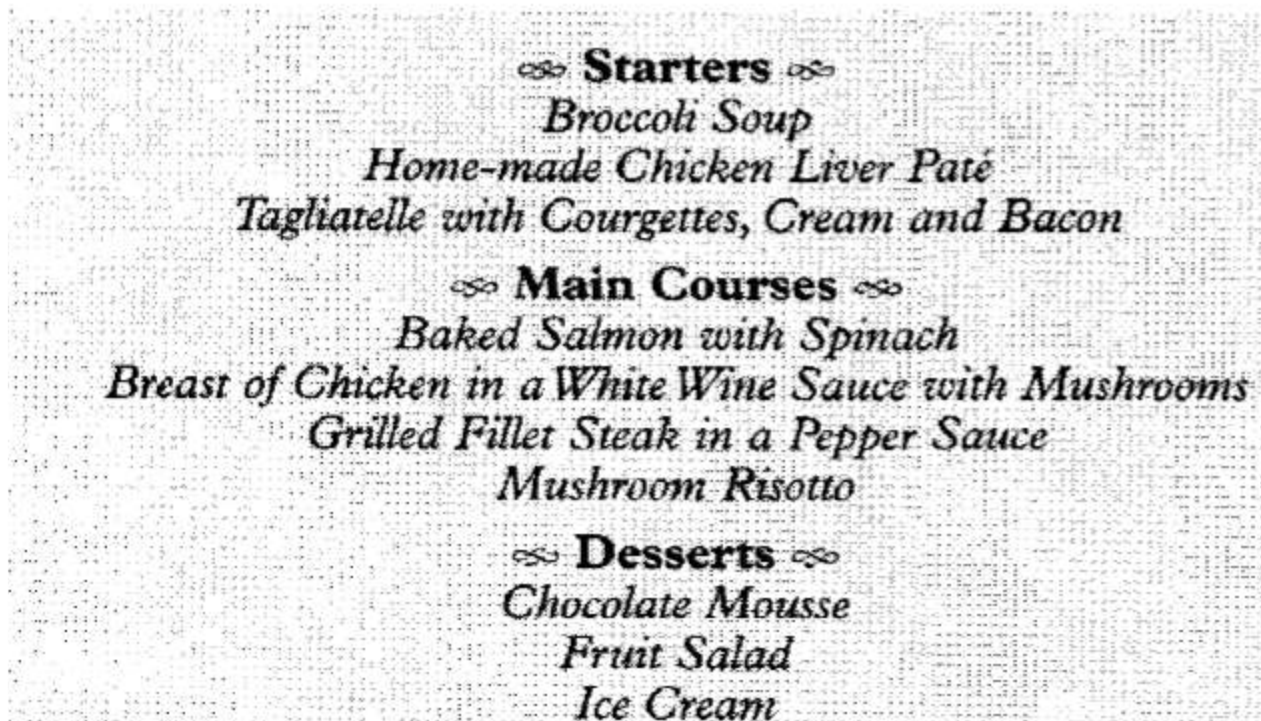 Starters
Broccoli Soup
Home-made Chicken Liver Paté
Tagliatelle with Courgettes, Cream and Bacon
Main Courses
Baked Salmon with Spinach
Breast of Chicken in a White Wine Sauce with Mushrooms
Grilled Fillet Steak in a Pepper Sauce
Mushroom Risotto
Desserts
Chocolate Mousse
Fruit Salad
Ice Cream